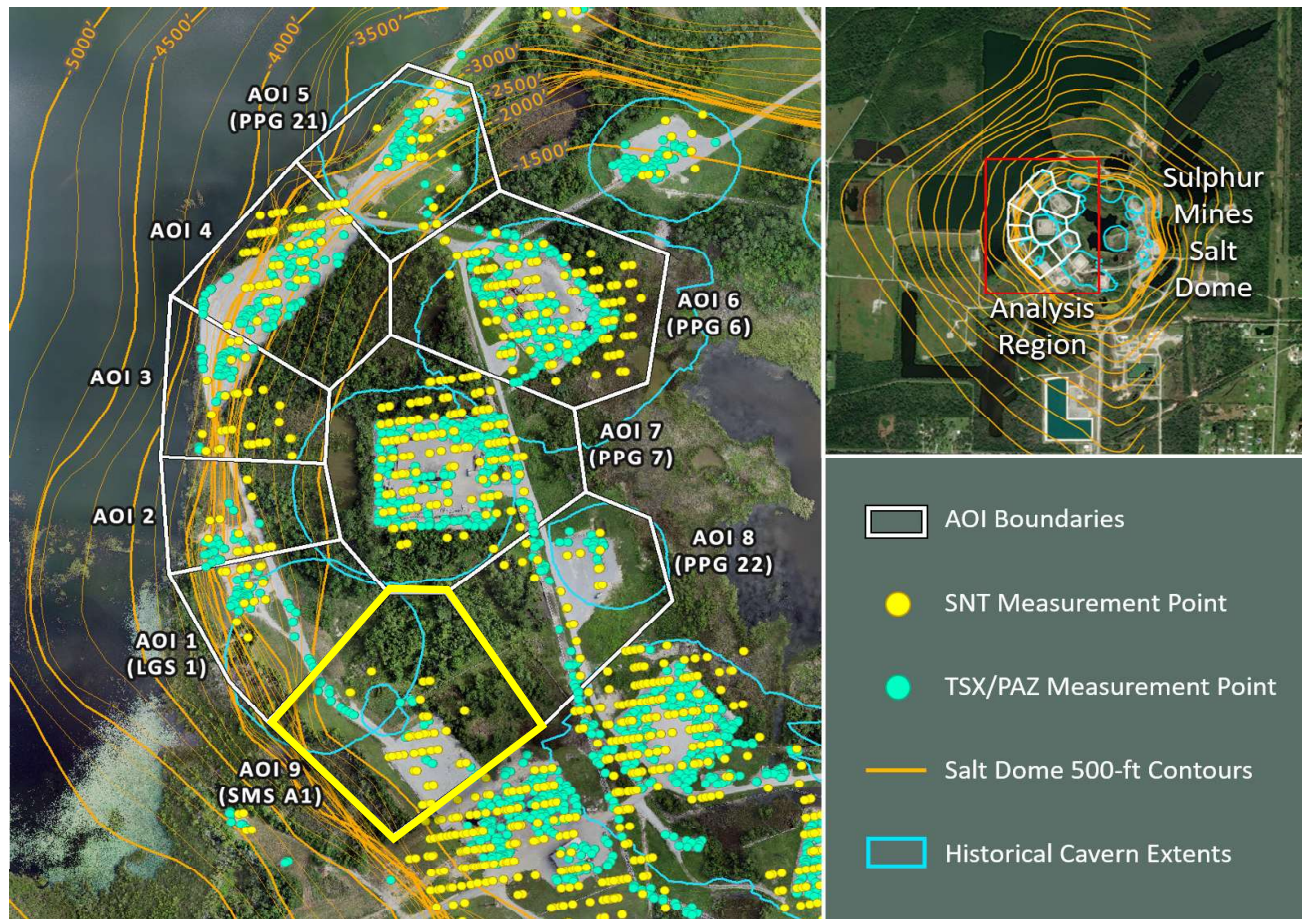 -5000'
-4500'
-4000'
-3500'
-3000'
-2500'
-2000'
-1500'
AOI 5
(PPG 21)
AOI 4
AOI 3
AOI 2
AOI 1
(LGS 1)
AOI 9
(SMS A1)
AOI 6
(PPG 6)
AOI 7
(PPG 7)
AOI 8
(PPG 22)
Sulphur
Mines
Salt
Dome
Analysis
Region
AOI Boundaries
SNT Measurement Point
TSX/PAZ Measurement Point
Salt Dome 500-ft Contours
Historical Cavern Extents